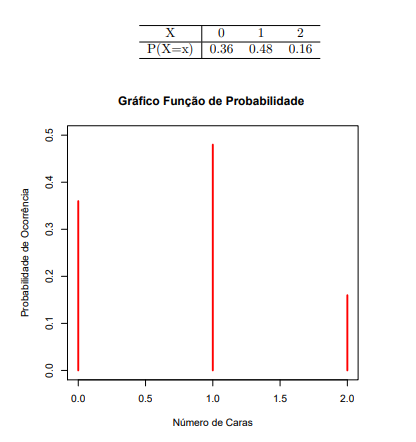 X 0 1 2
P(X=x) 0.36 0.48 0.16
Gráfico Função de Probabilidade
Probabilidade de Ocorrência
0.5
0.4
0.3
0.2
0.1
0.0
0.0 0.5 1.0 1.5 2.0
Número de Caras